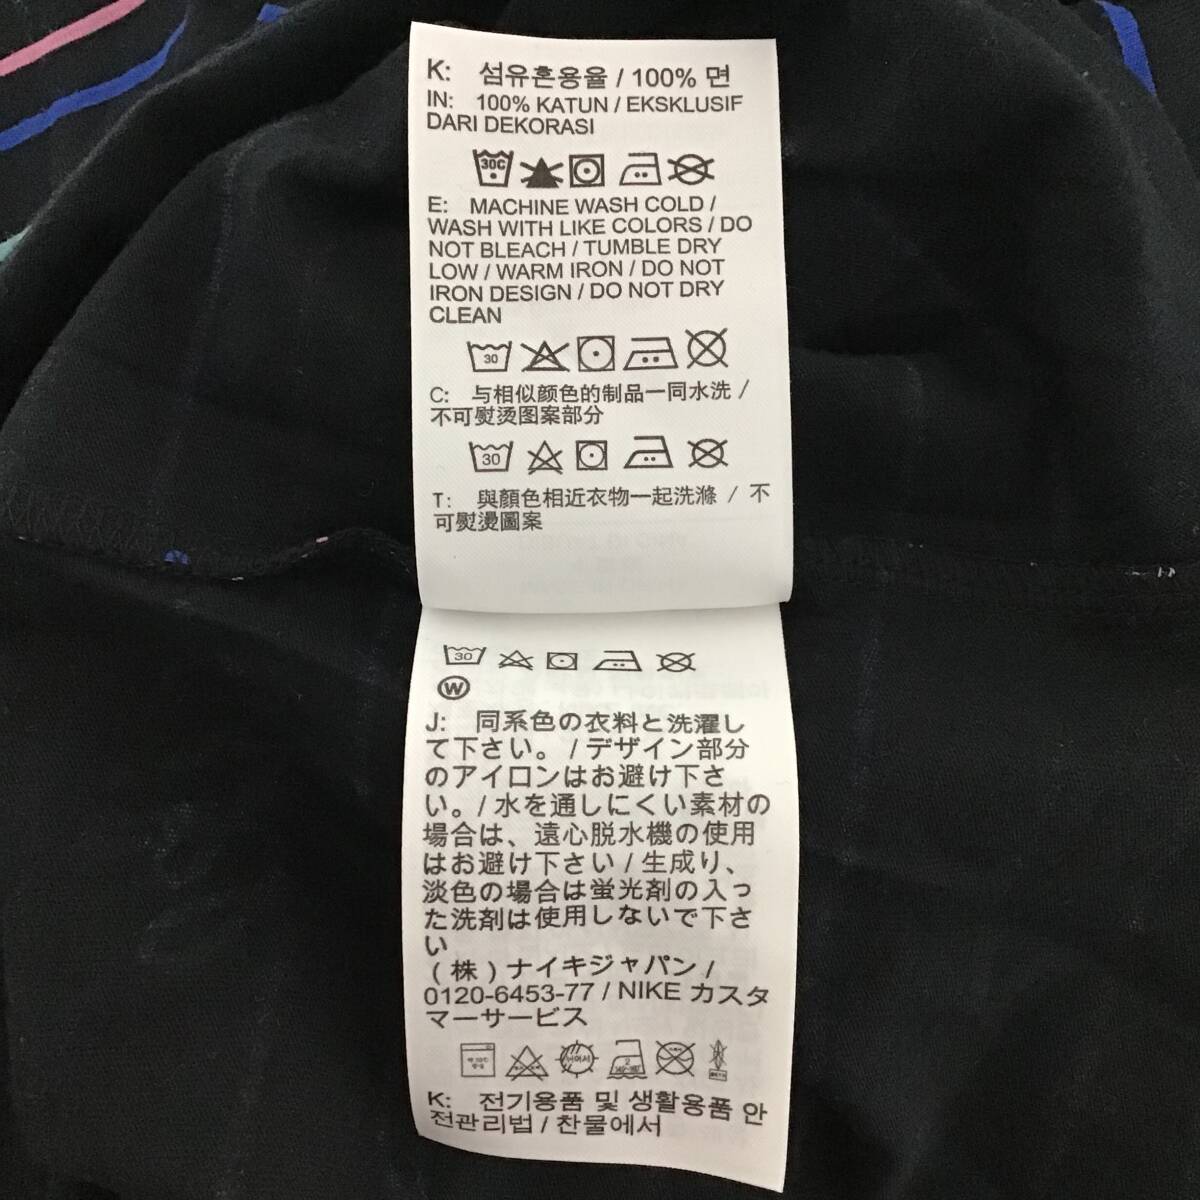 K: 섬유혼용율 / 100% 면
IN: 100% KATUN / EKSKLUSIF
DARI DEKORASI
30C
E: MACHINE WASH COLD /
WASH WITH LIKE COLORS / DO
NOT BLEACH / TUMBLE DRY
LOW / WARM IRON / DO NOT
IRON DESIGN / DO NOT DRY
CLEAN
30
C: 与相似颜色的制品一同水洗 /
不可熨烫图案部分
30
T: 與顏色相近衣物一起洗滌 / 不
可熨燙圖案
30
W
J: 同系色の衣料と洗濯し
て下さい。 / デザイン部分
のアイロンはお避け下さ
い。/ 水を通しにくい素材の
場合は、遠心脱水機の使用
はお避け下さい / 生成り、
淡色の場合は蛍光剤の入っ
た洗剤は使用しないで下さ
い
(株) ナイキジャパン /
0120-6453-77 / NIKE カスタ
マーサービス
K: 전기용품 및 생활용품 안
전관리법 / 찬물에서